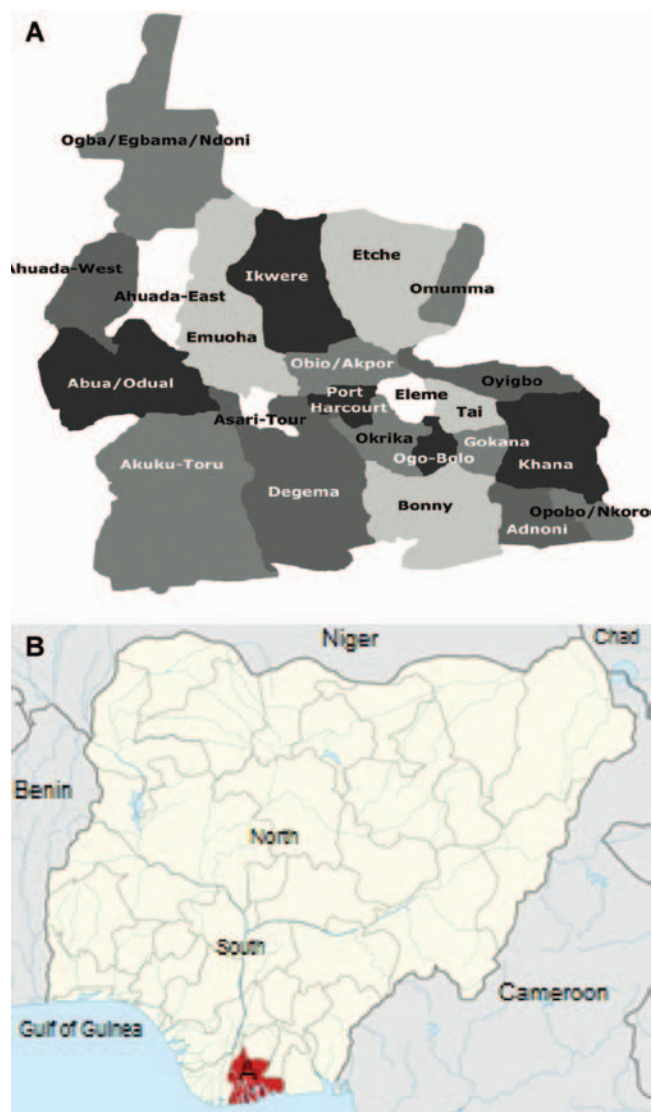 A
Ogba/Egbama/Ndoni
Ahuada-West
Ahuada-East
Emuoha
Ikwere
Etche
Omumma
Abua/Odual
Obio/Akpor
Oyigbo
Port
Harcourt
Eleme
Tai
Asari-Tour
Okrika
Ogo-Bolo
Gokana
Khana
Akuku-Toru
Degema
Bonny
Opobo/Nkoroo
Adnoni
B
Niger
Chad
Benin
North
South
Cameroon
Gulf of Guinea
A